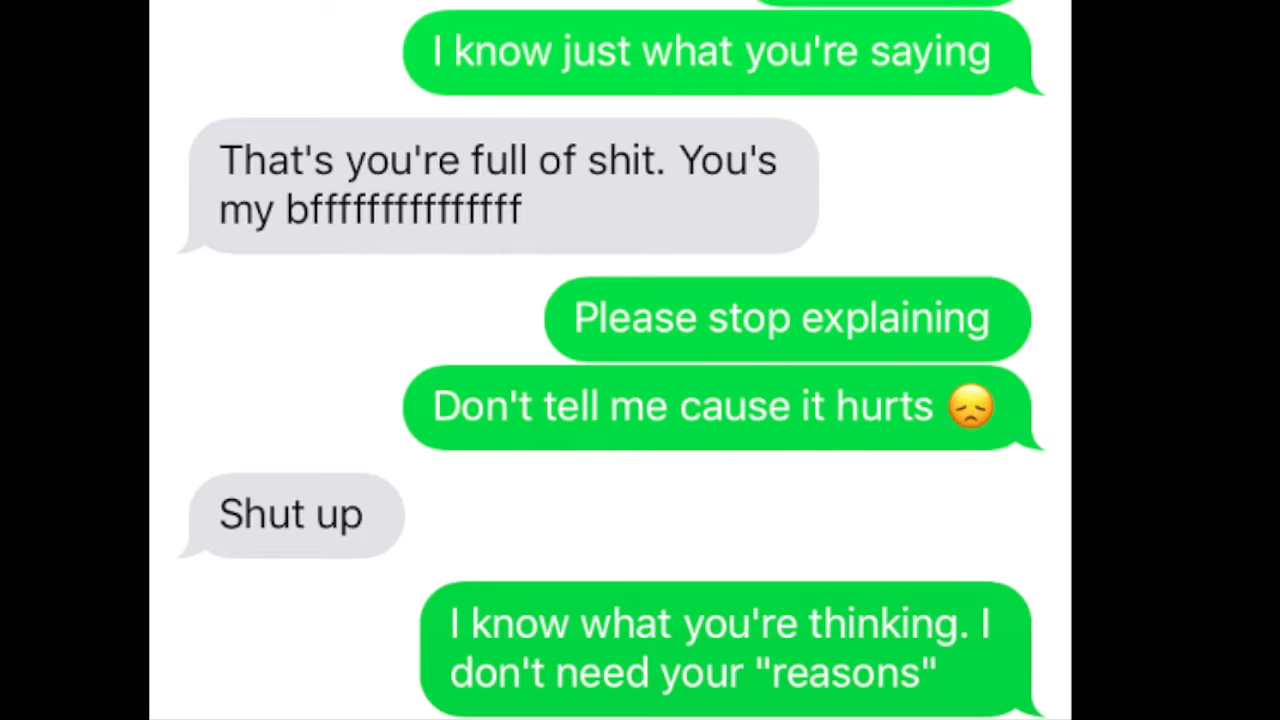 I know just what you're saying
That's you're full of shit. You's
my bfffffffffffffff
Please stop explaining
Don't tell me cause it hurts 😞
Shut up
I know what you're thinking. I
don't need your "reasons"